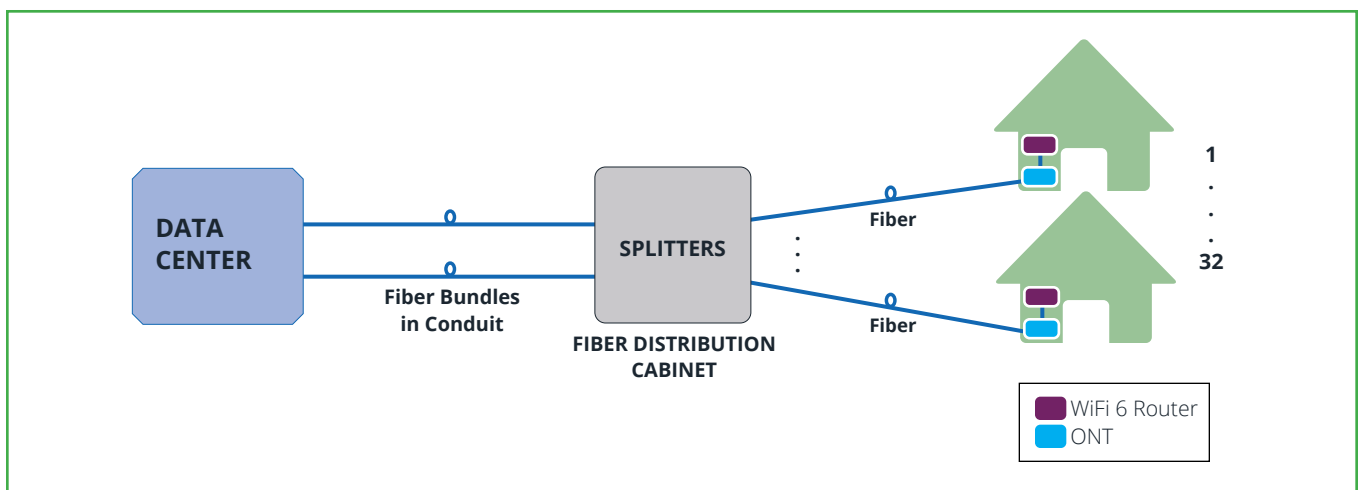 DATA
CENTER
Fiber Bundles
in Conduit
SPLITTERS
FIBER DISTRIBUTION
CABINET
Fiber
Fiber
1
.
.
.
32
WiFi 6 Router
ONT